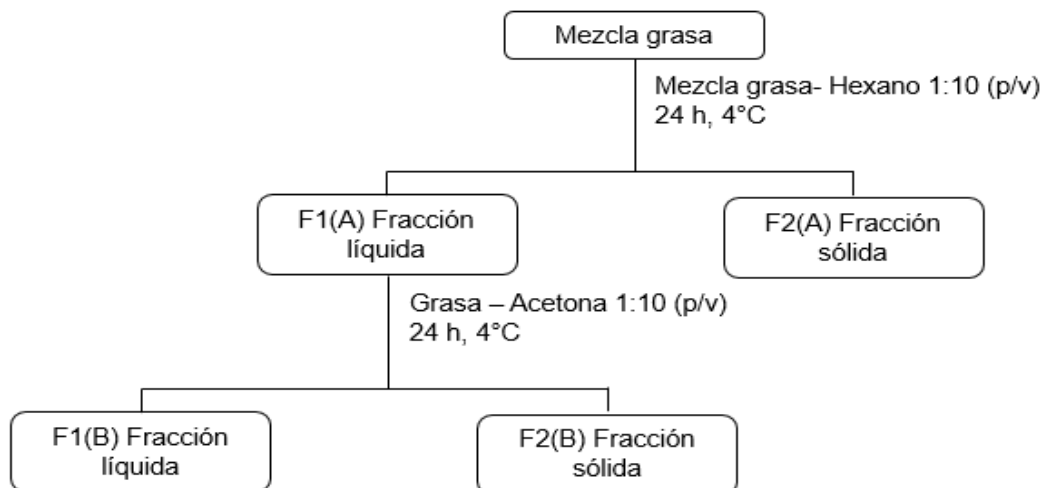 Mezcla grasa
Mezcla grasa- Hexano 1:10 (p/v)
24 h, 4°C
F1(A) Fracción
líquida
F2(A) Fracción
sólida
Grasa – Acetona 1:10 (p/v)
24 h, 4°C
F1(B) Fracción
líquida
F2(B) Fracción
sólida